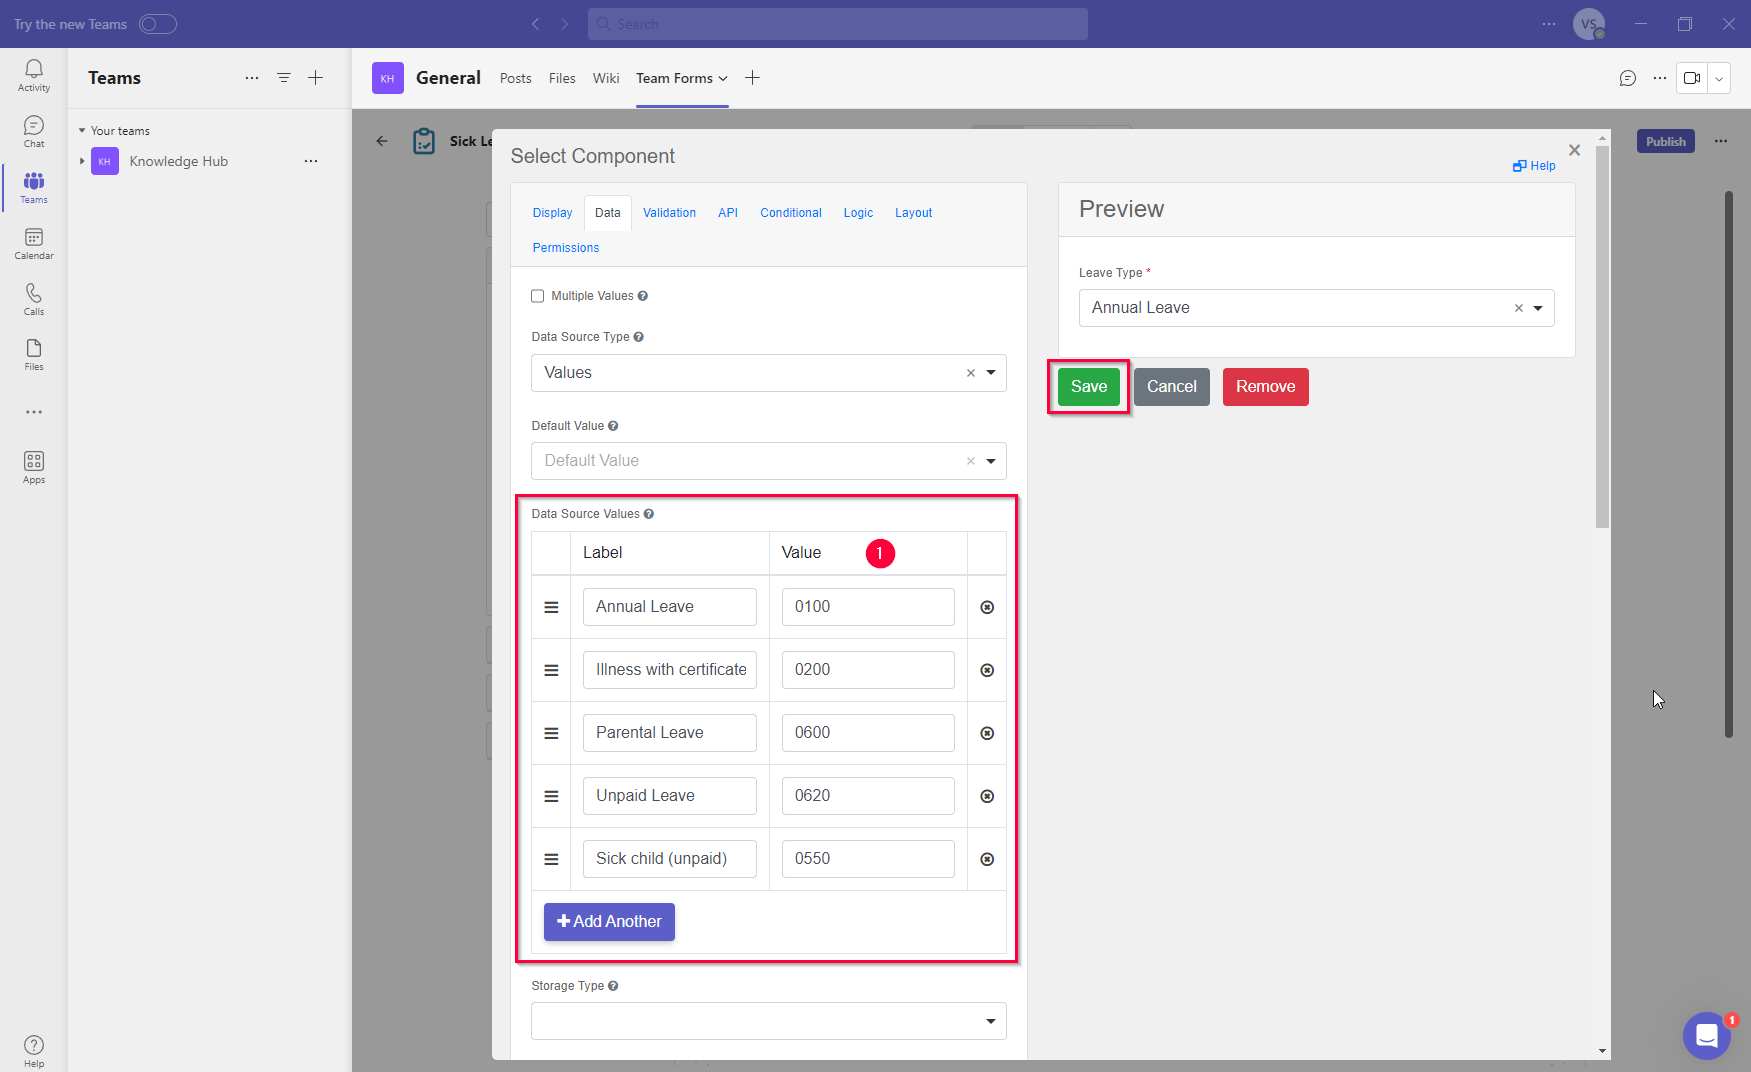 Try the new Teams
Search
VS
Activity
Chat
Teams
Calendar
Calls
Files
Apps
Help
Teams
Your teams
KH
Knowledge Hub
KH
General
Posts
Files
Wiki
Team Forms
Sick Le
Publish
Select Component
Help
Display
Data
Validation
API
Conditional
Logic
Layout
Permissions
Multiple Values
Data Source Type
Values
Default Value
Default Value
Data Source Values
Label
Value
1
Annual Leave
0100
Illness with certificate
0200
Parental Leave
0600
Unpaid Leave
0620
Sick child (unpaid)
0550
Add Another
Storage Type
Preview
Leave Type *
Annual Leave
Save
Cancel
Remove
1